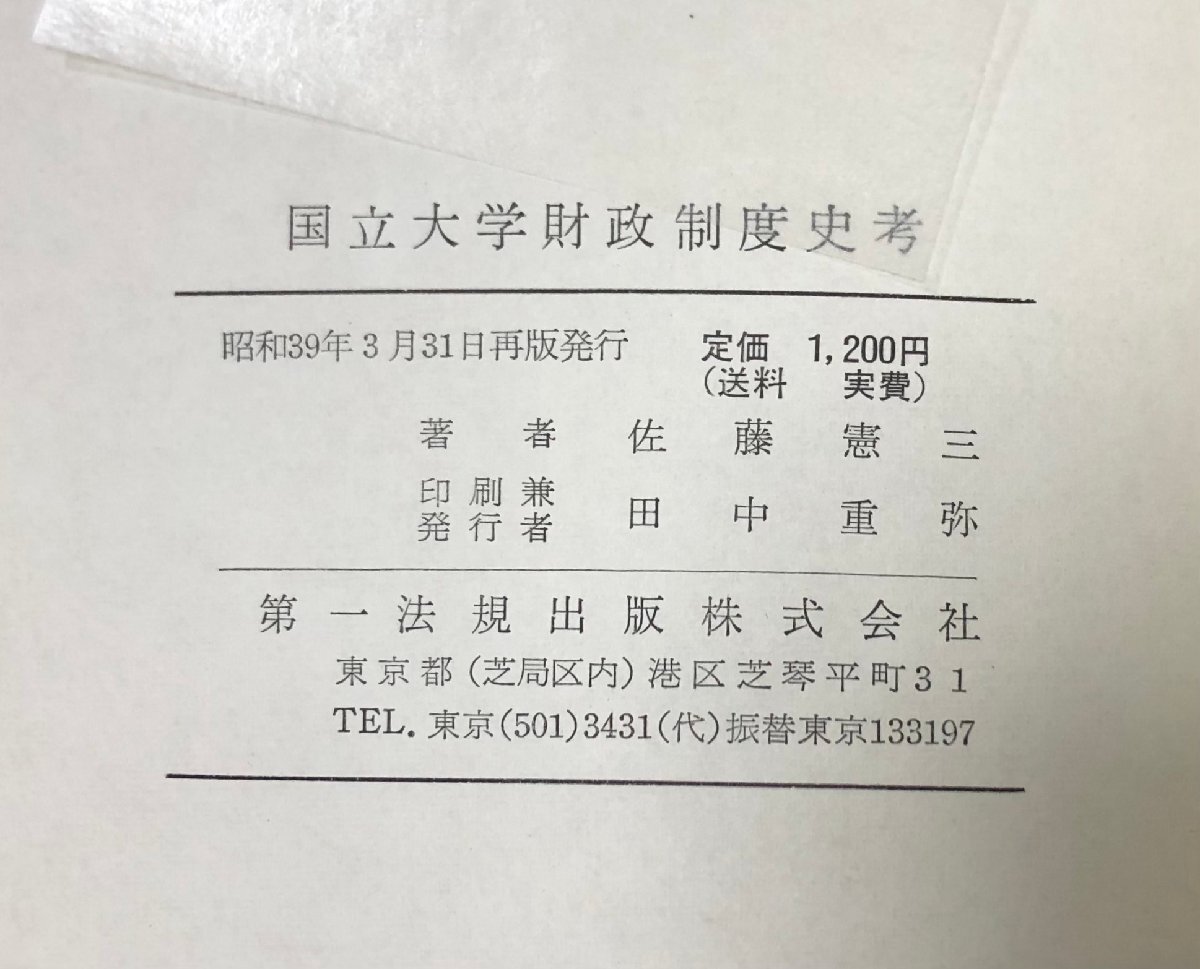 国立大学財政制度史考
昭和39年3月31日再版発行 定価 1,200円
(送料 実費)
著者 佐藤憲三
印刷兼
発行者 田中重弥
第一法規出版株式会社
東京都(芝局区内)港区芝琴平町31
TEL.東京(501)3431(代)振替東京133197